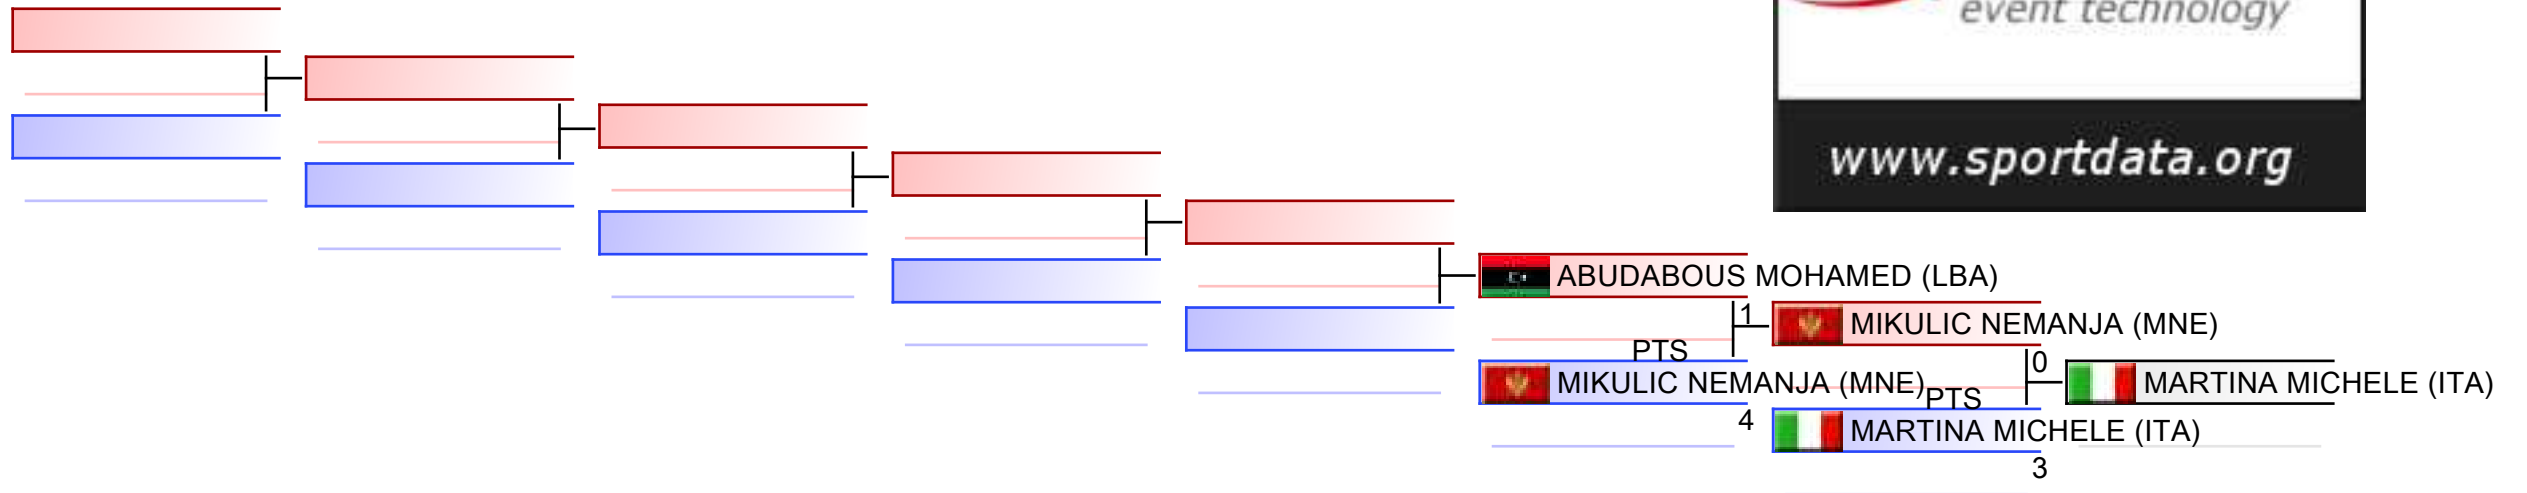 event technology
www.sportdata.org
ABUDABOUS MOHAMED (LBA)
1
MIKULIC NEMANJA (MNE)
PTS
0
MIKULIC NEMANJA (MNE)
MARTINA MICHELE (ITA)
PTS
4
MARTINA MICHELE (ITA)
3